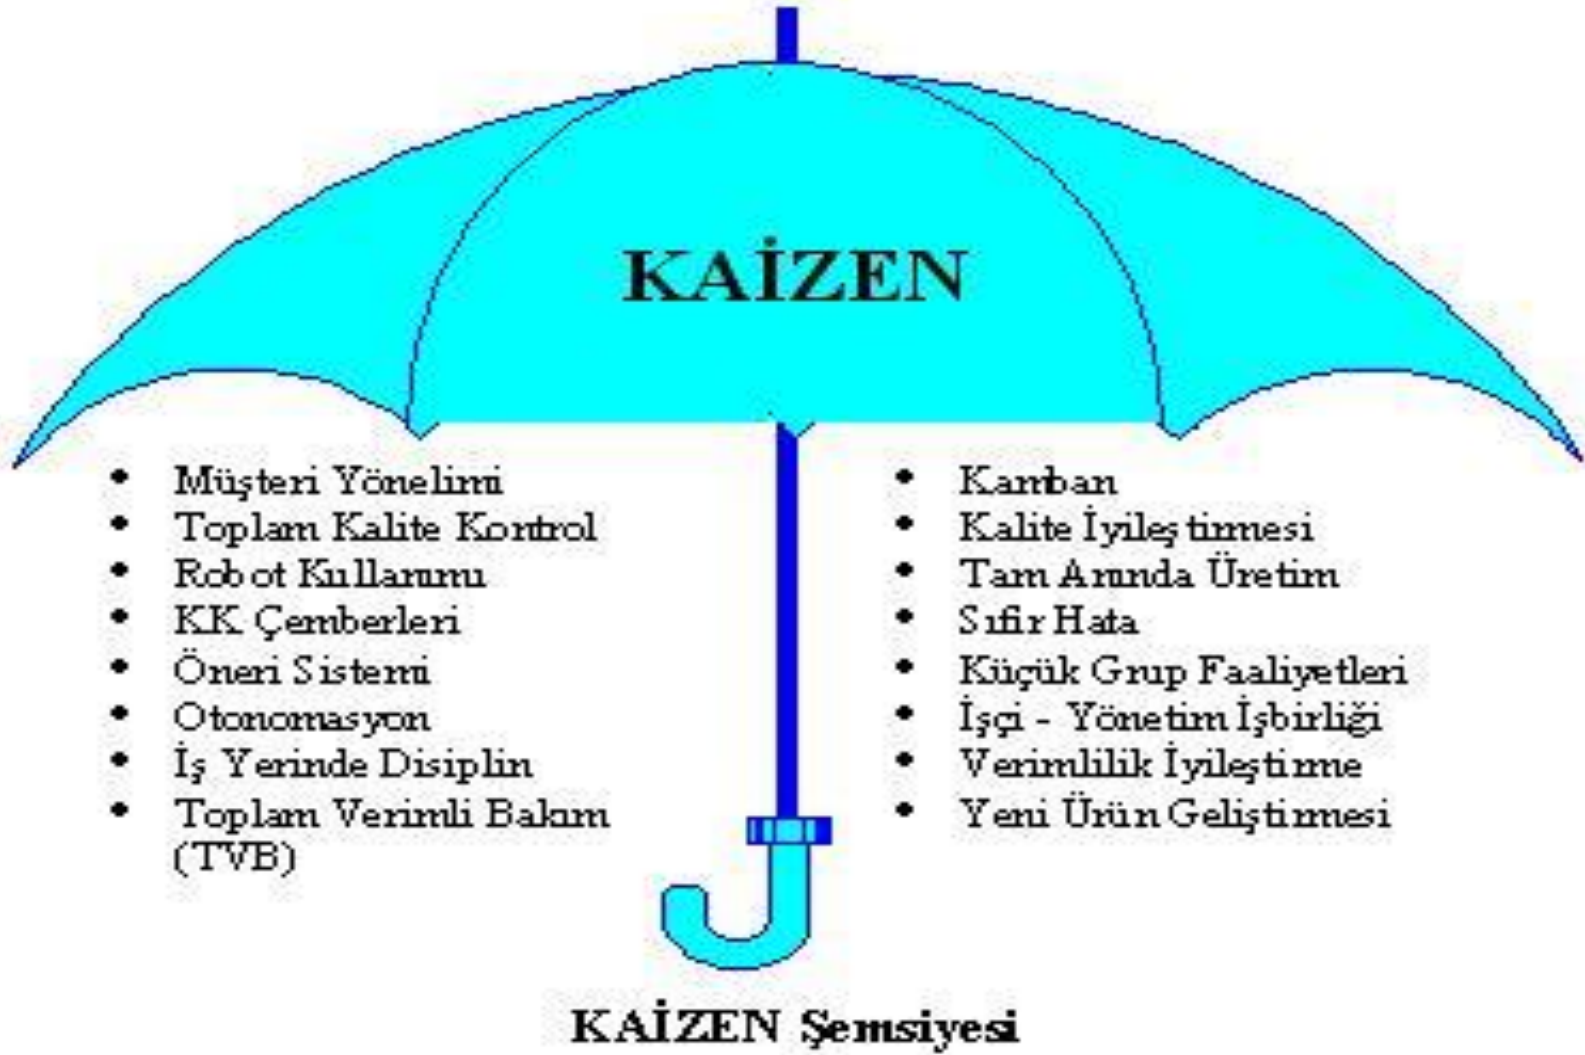 KAİZEN
• Müşteri Yönelimi
• Toplam Kalite Kontrol
• Robot Kullanımı
• KK Çemberleri
• Öneri Sistemi
• Otonomasyon
• İş Yerinde Disiplin
• Toplam Verimli Bakım
(TVB)
• Kamban
• Kalite İyileştirmesi
• Tam Anında Üretim
• Sıfır Hata
• Küçük Grup Faaliyetleri
• İşçi - Yönetim İşbirliği
• Verimlilik İyileştirme
• Yeni Ürün Geliştirmesi
KAİZEN Şemsiyesi